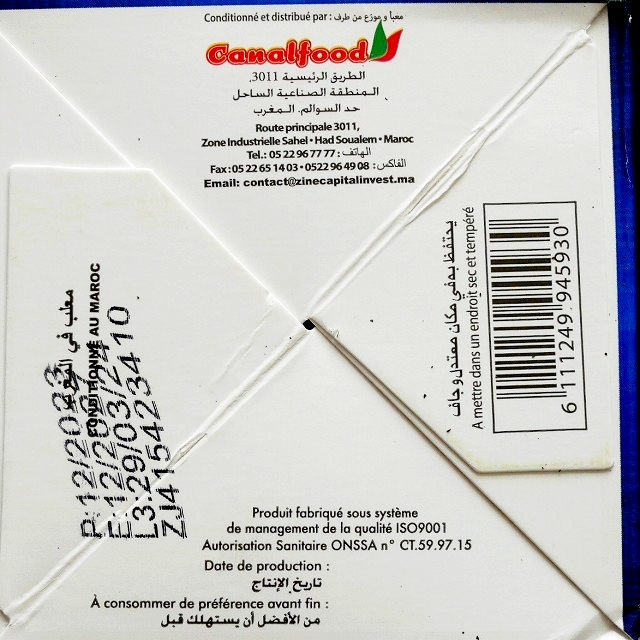 Conditionné et distribué par : معبأ و موزع من طرف :
Canalfood
الطريق الرئيسية 3011.
المنطقة الصناعية الساحل
حد السوالم. المغرب
Route principale 3011,
Zone Industrielle Sahel • Had Soualem • Maroc
Tel.: 05 22 96 77 77 : الهاتف
Fax : 05 22 65 14 03 • 0522 96 49 08 : الفاكس
Email: contact@zinecapitalinvest.ma
معلب في
CONDITIONNÉ AU MAROC
P:12/2023
E:12/20
L3:29/03/24
ZJ415423410
يحتفظ به في مكان معتدل و جاف
A mettre dans un endroit sec et tempéré
6 111249 945930
Produit fabriqué sous système
de management de la qualité ISO9001
Autorisation Sanitaire ONSSA n° CT.59.97.15
Date de production :
تاريخ الإنتاج
À consommer de préférence avant fin :
من الأفضل أن يستهلك قبل